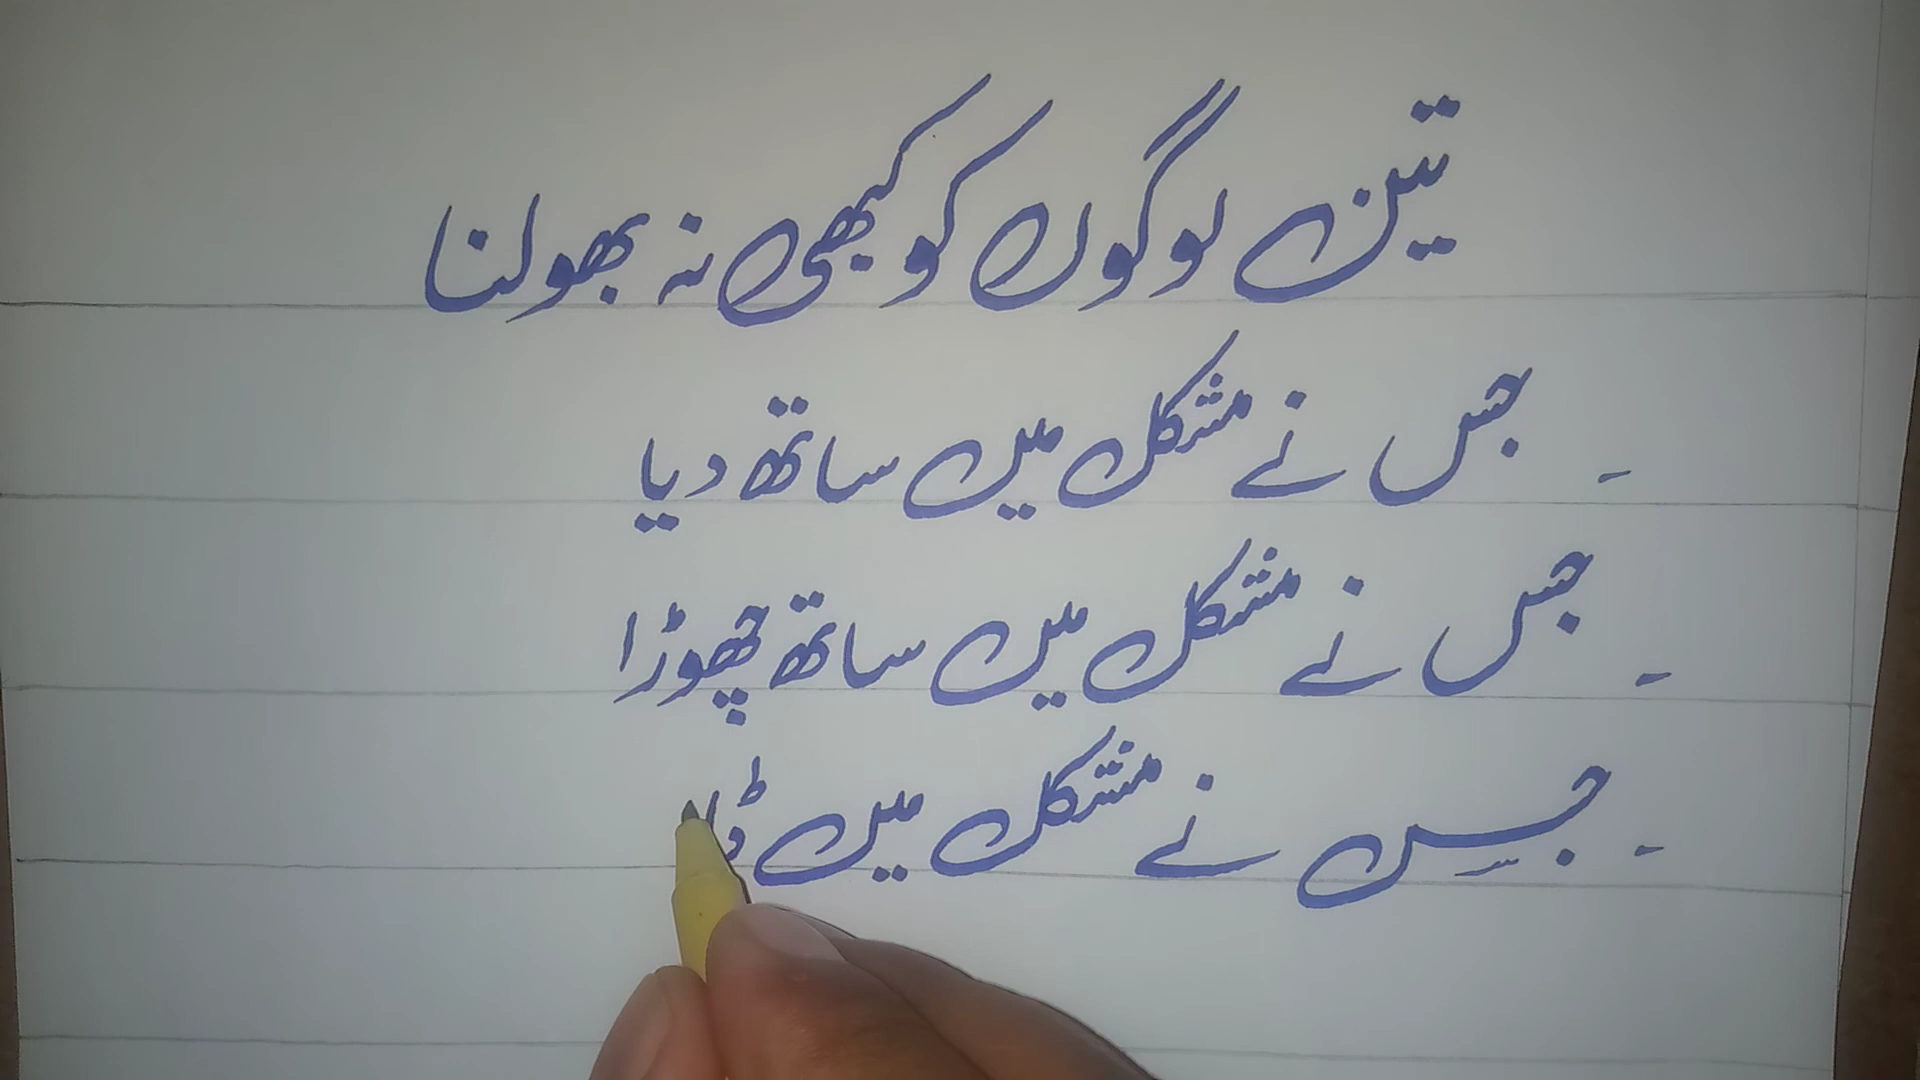 تین لوگوں کو کبھی نہ بھولنا
۔ جس نے مشکل میں ساتھ دیا
۔ جس نے مشکل میں ساتھ چھوڑا
۔ جس نے مشکل میں